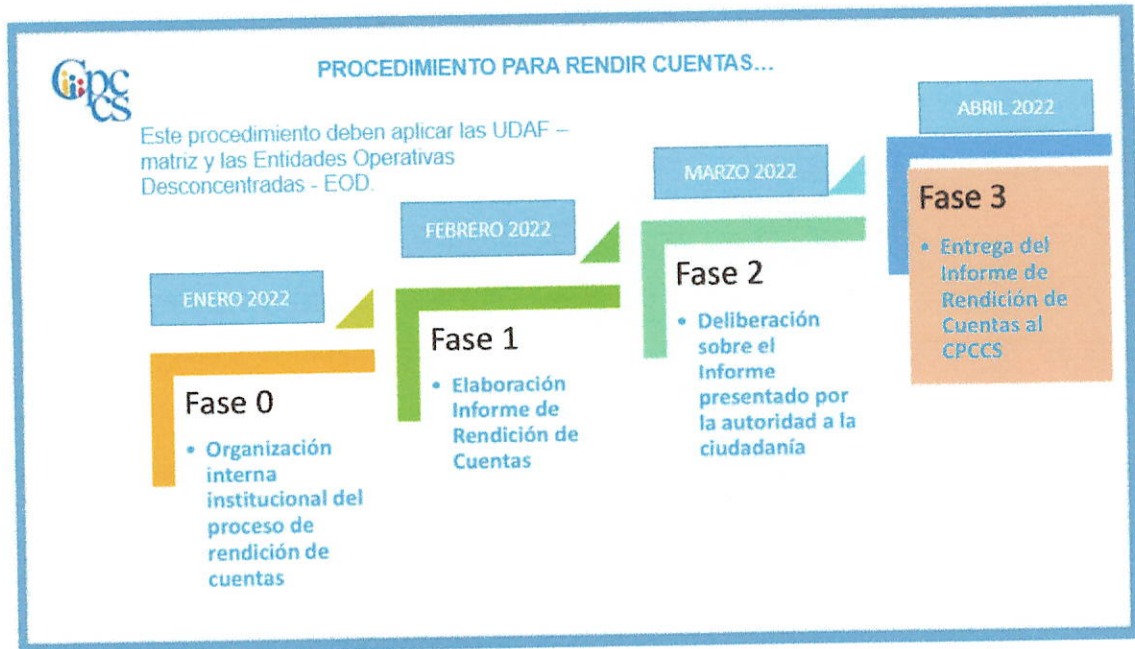 Cpccs
PROCEDIMIENTO PARA RENDIR CUENTAS...
Este procedimiento deben aplicar las UDAF –
matriz y las Entidades Operativas
Desconcentradas - EOD.
ENERO 2022
Fase 0
• Organización
interna
institucional del
proceso de
rendición de
cuentas
FEBRERO 2022
Fase 1
• Elaboración
Informe de
Rendición de
Cuentas
MARZO 2022
Fase 2
• Deliberación
sobre el
Informe
presentado por
la autoridad a la
ciudadanía
ABRIL 2022
Fase 3
• Entrega del
Informe de
Rendición de
Cuentas al
CPCCS